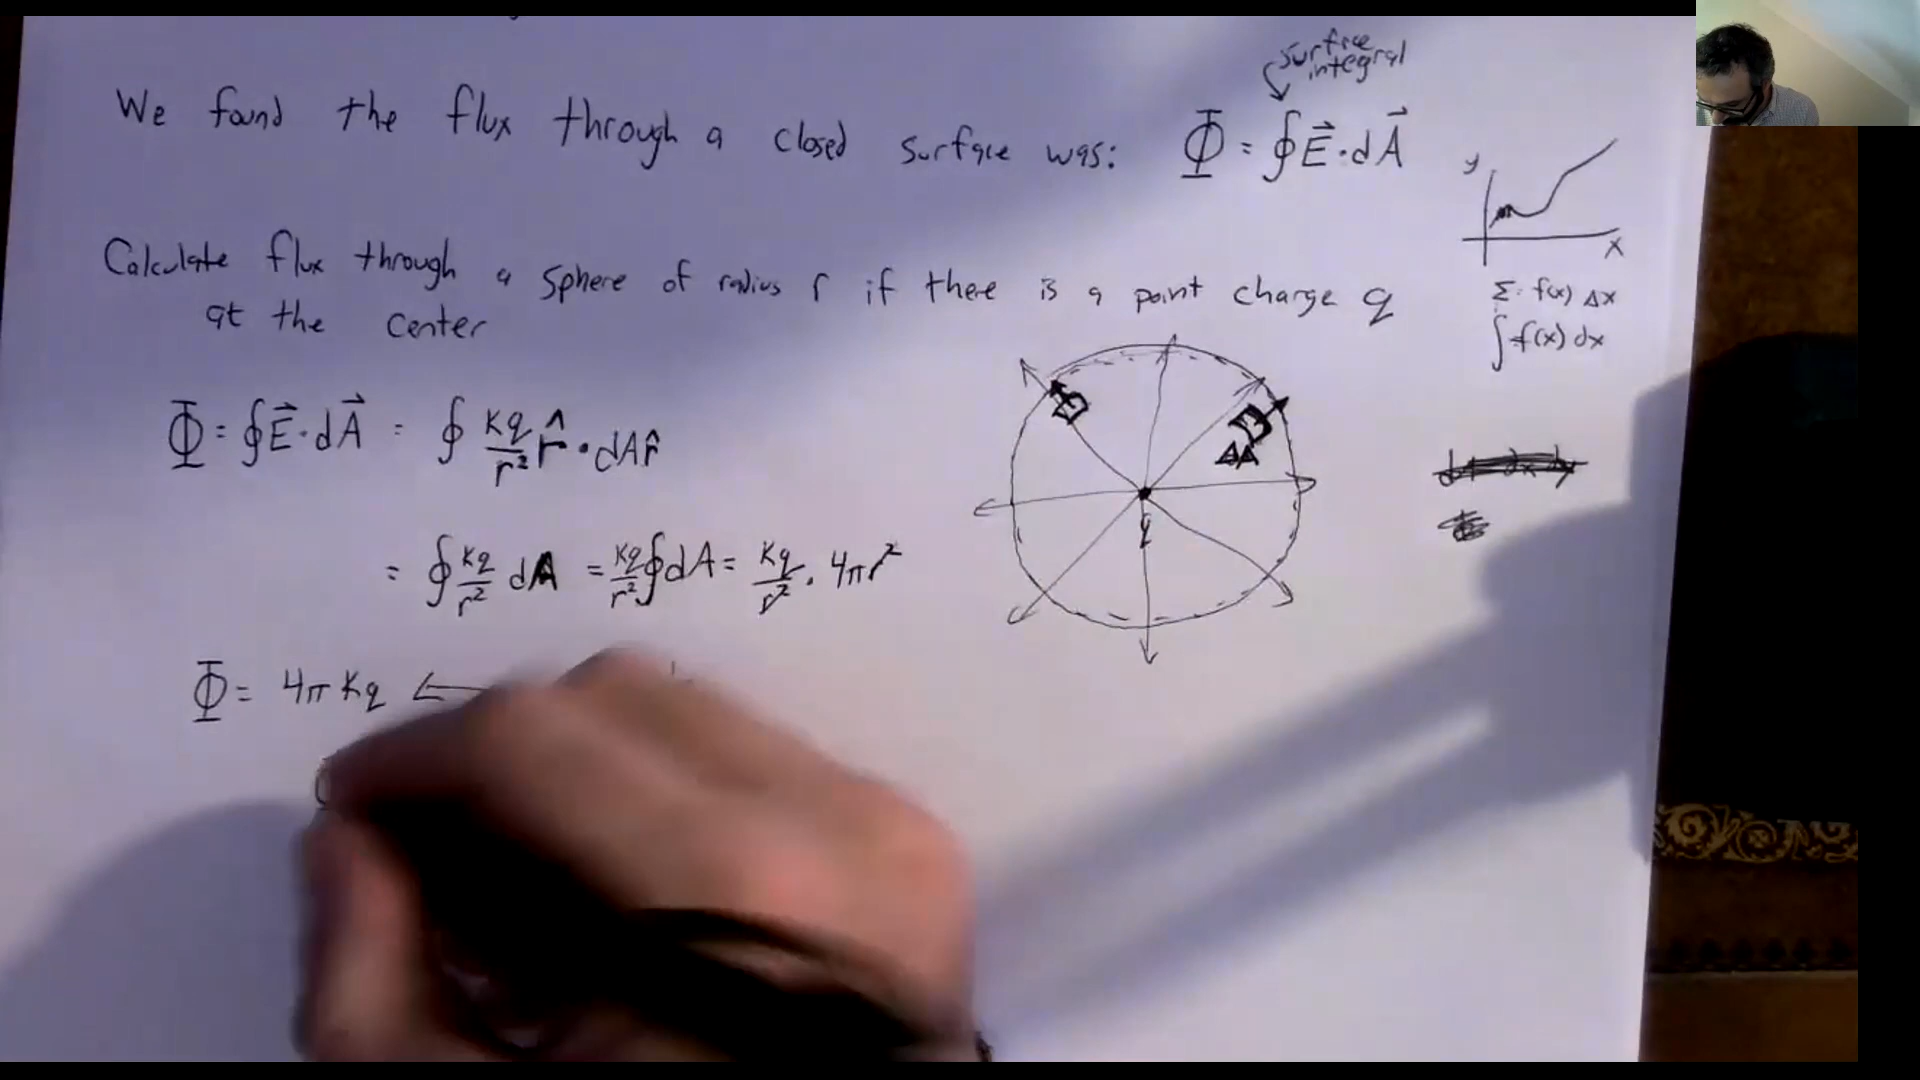 surface
integral
We found the flux through a closed surface was: Φ = ∮E⃗·dA⃗
y
x
Calculate flux through a sphere of radius r if there is a point charge q
at the center
Σ f(x) Δx
∫f(x) dx
Φ = ∮E⃗·dA⃗ = ∮ kq/r² r̂ · dA r̂
ΔA
q
= ∮ kq/r² dA = kq/r² ∮dA = kq/r² · 4πr²
Φ = 4πkq ←